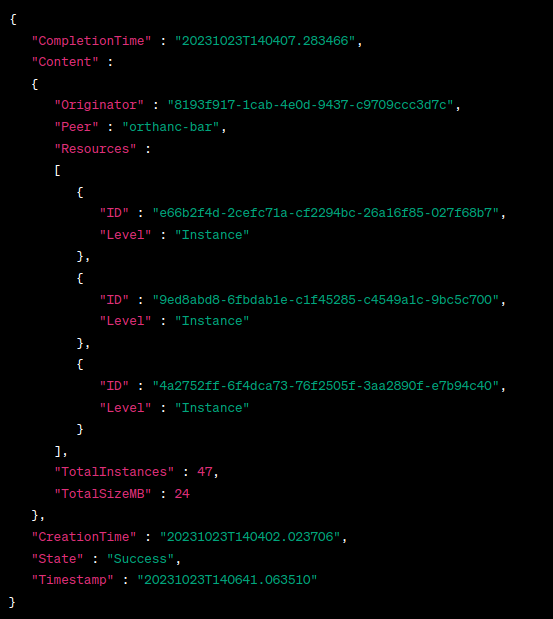 {
"CompletionTime" : "20231023T140407.283466",
"Content" :
{
"Originator" : "8193f917-1cab-4e0d-9437-c9709ccc3d7c",
"Peer" : "orthanc-bar",
"Resources" :
[
{
"ID" : "e66b2f4d-2cefc71a-cf2294bc-26a16f85-027f68b7",
"Level" : "Instance"
},
{
"ID" : "9ed8abd8-6fbdab1e-c1f45285-c4549a1c-9bc5c700",
"Level" : "Instance"
},
{
"ID" : "4a2752ff-6f4dca73-76f2505f-3aa2890f-e7b94c40",
"Level" : "Instance"
}
],
"TotalInstances" : 47,
"TotalSizeMB" : 24
},
"CreationTime" : "20231023T140402.023706",
"State" : "Success",
"Timestamp" : "20231023T140641.063510"
}